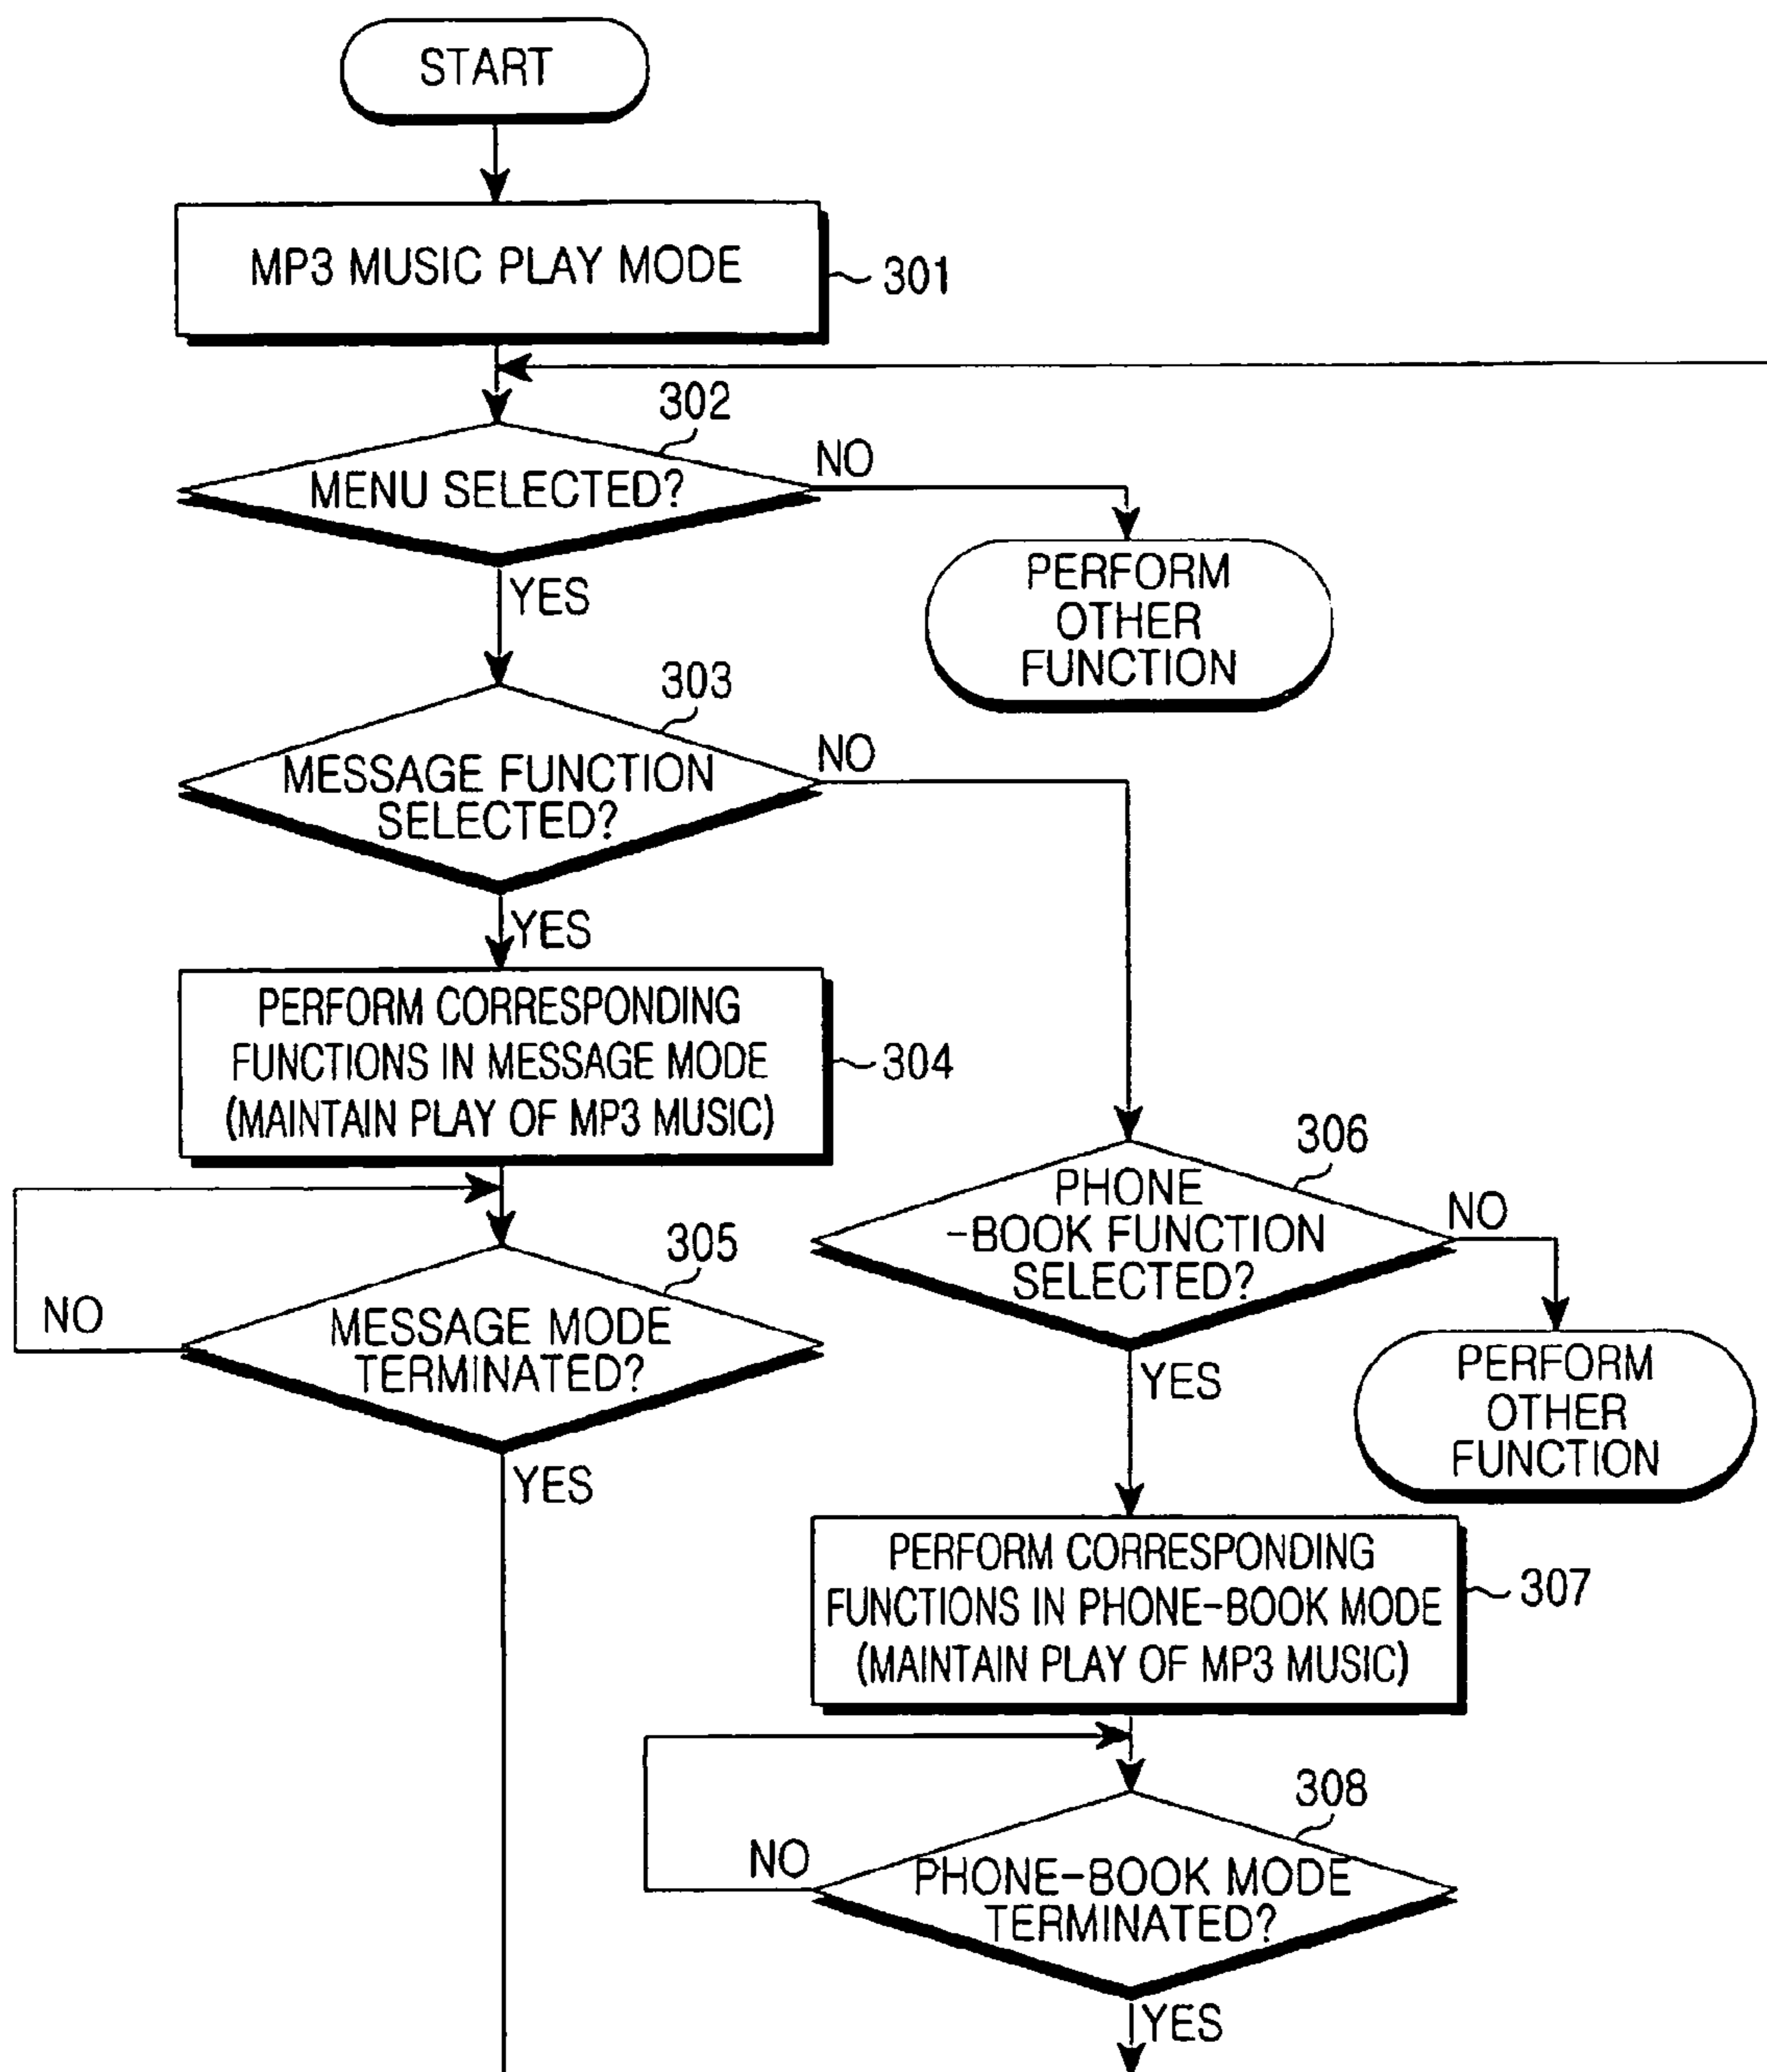 START
MP3 MUSIC PLAY MODE
301
302
MENU SELECTED?
NO
YES
PERFORM
OTHER
FUNCTION
303
MESSAGE FUNCTION
SELECTED?
NO
YES
PERFORM CORRESPONDING
FUNCTIONS IN MESSAGE MODE
(MAINTAIN PLAY OF MP3 MUSIC)
304
305
MESSAGE MODE
TERMINATED?
NO
YES
306
PHONE
-BOOK FUNCTION
SELECTED?
NO
YES
PERFORM
OTHER
FUNCTION
PERFORM CORRESPONDING
FUNCTIONS IN PHONE-BOOK MODE
(MAINTAIN PLAY OF MP3 MUSIC)
307
308
NO
PHONE-BOOK MODE
TERMINATED?
YES